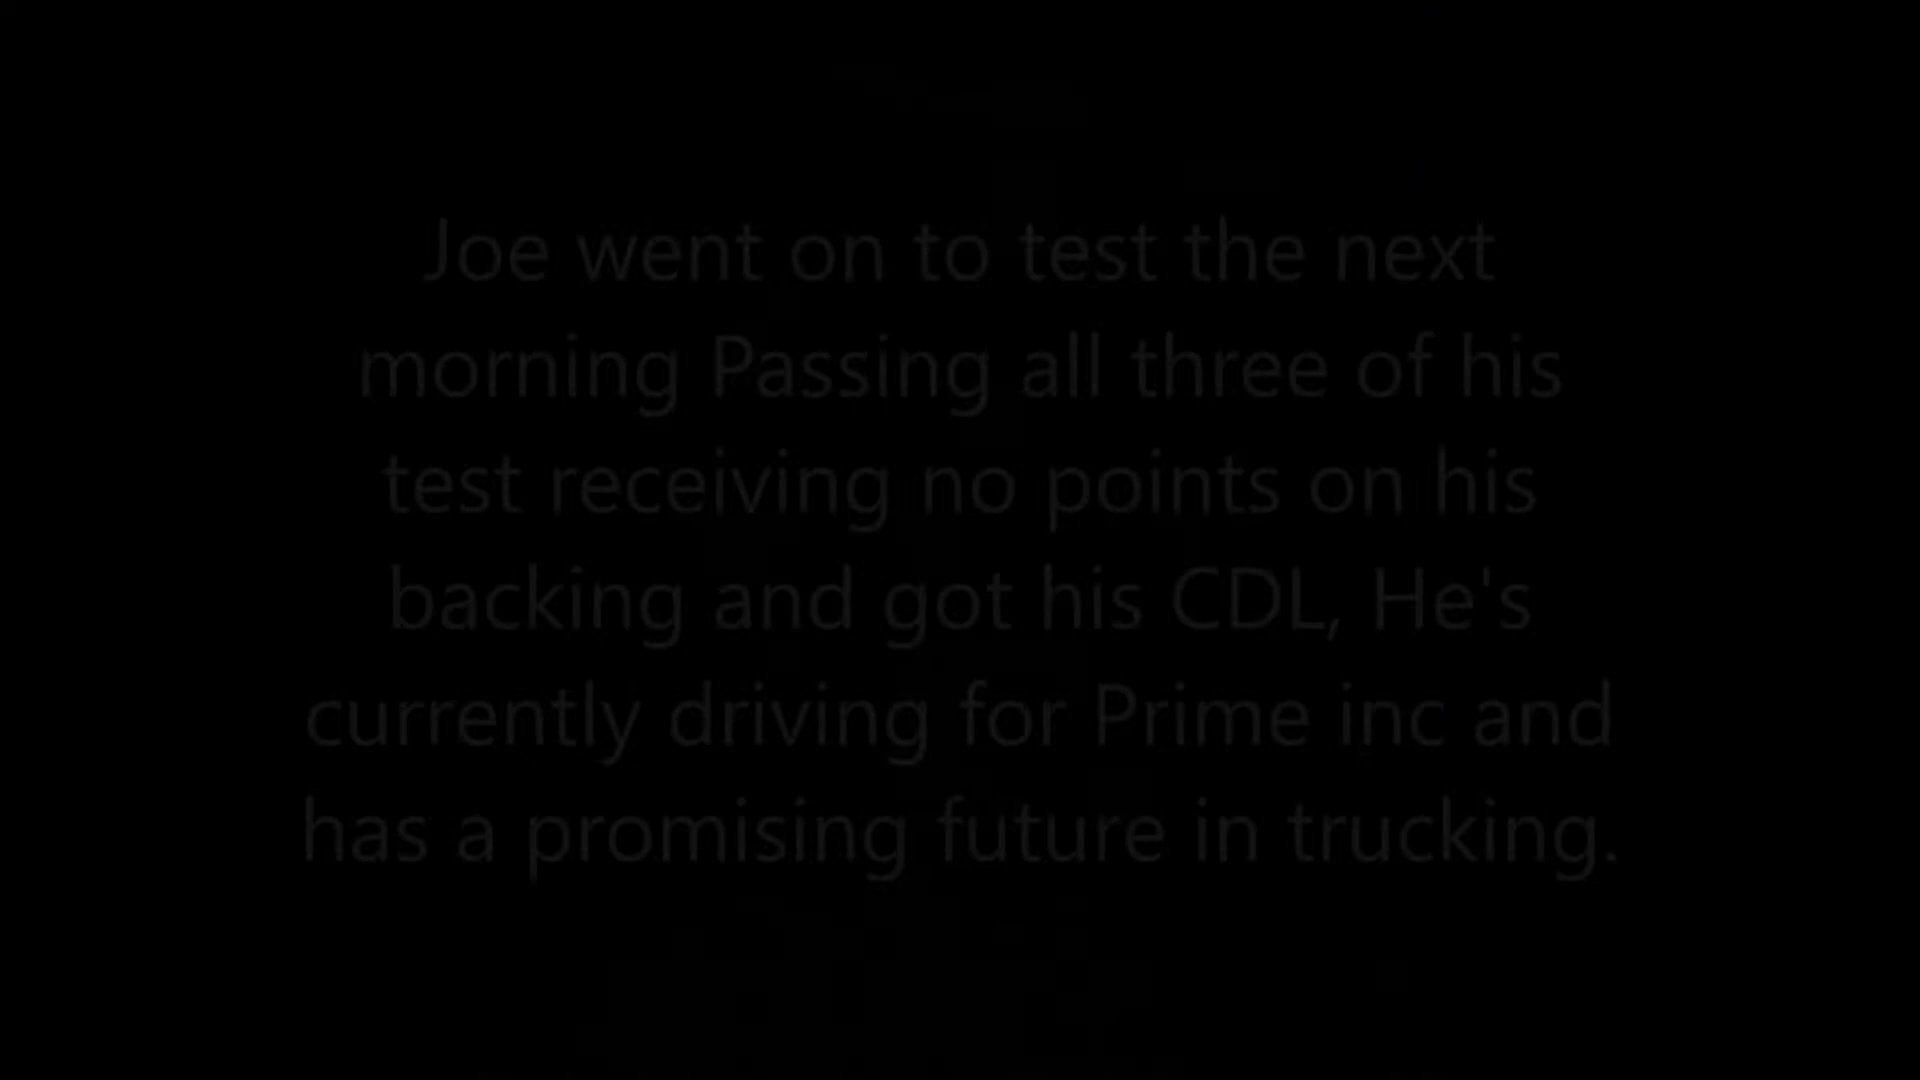 Joe went on to test the next
morning Passing all three of his
test receiving no points on his
backing and got his CDL, He's
currently driving for Prime inc and
has a promising future in trucking.